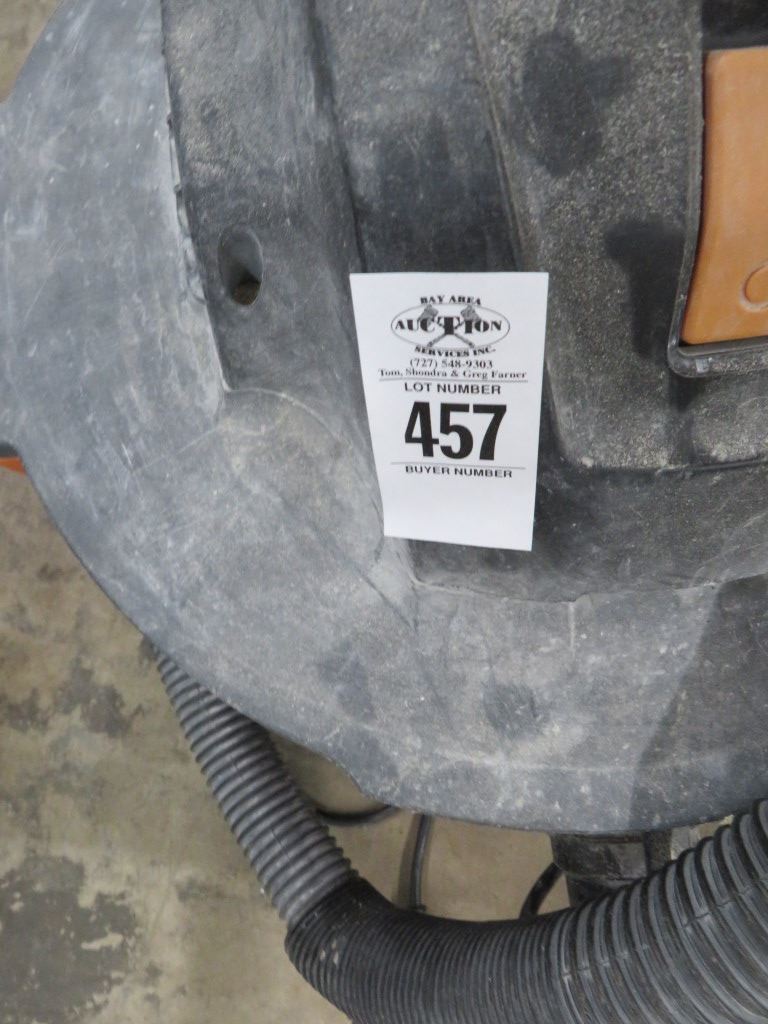 BAY AREA
AUCTION
SERVICES INC.
(727) 548-9303
Tom, Shondra & Greg Farner
LOT NUMBER
457
BUYER NUMBER